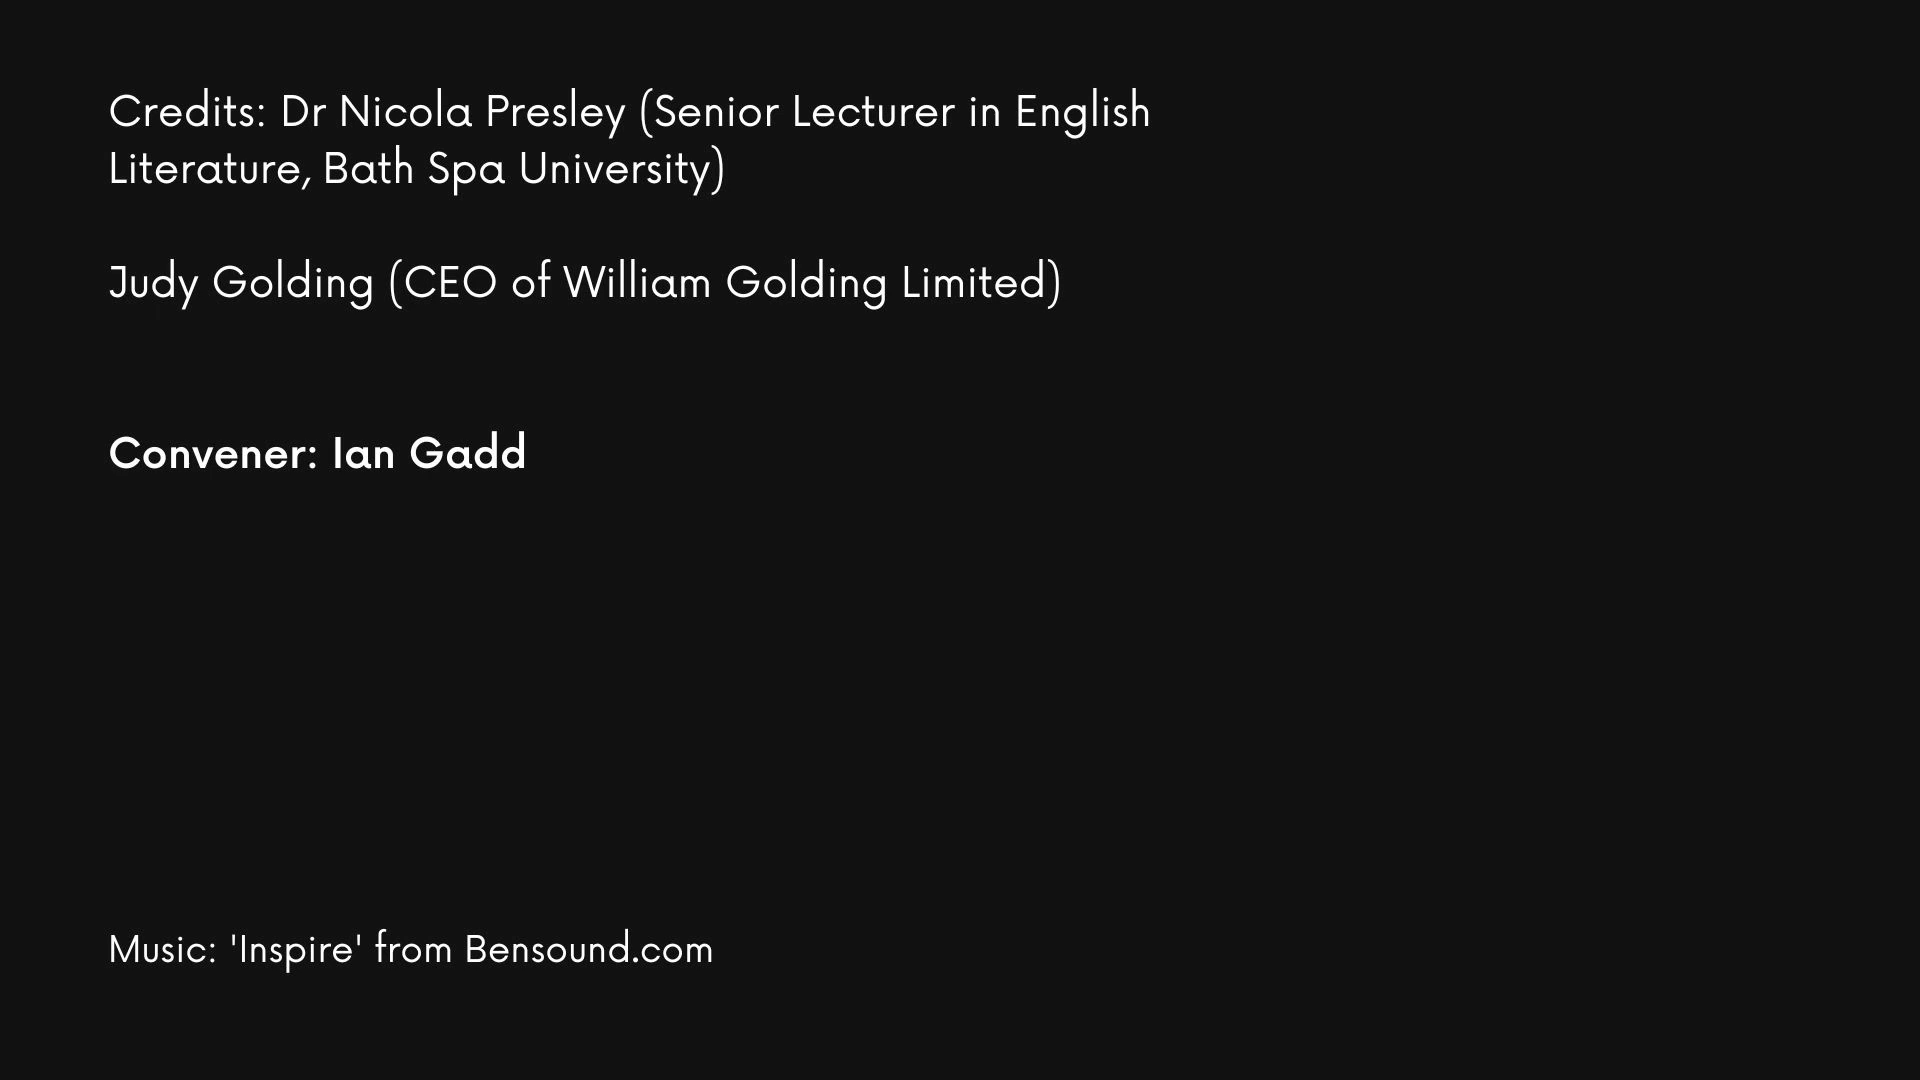 Credits: Dr Nicola Presley (Senior Lecturer in English
Literature, Bath Spa University)
Judy Golding (CEO of William Golding Limited)
Convener: Ian Gadd
Music: 'Inspire' from Bensound.com